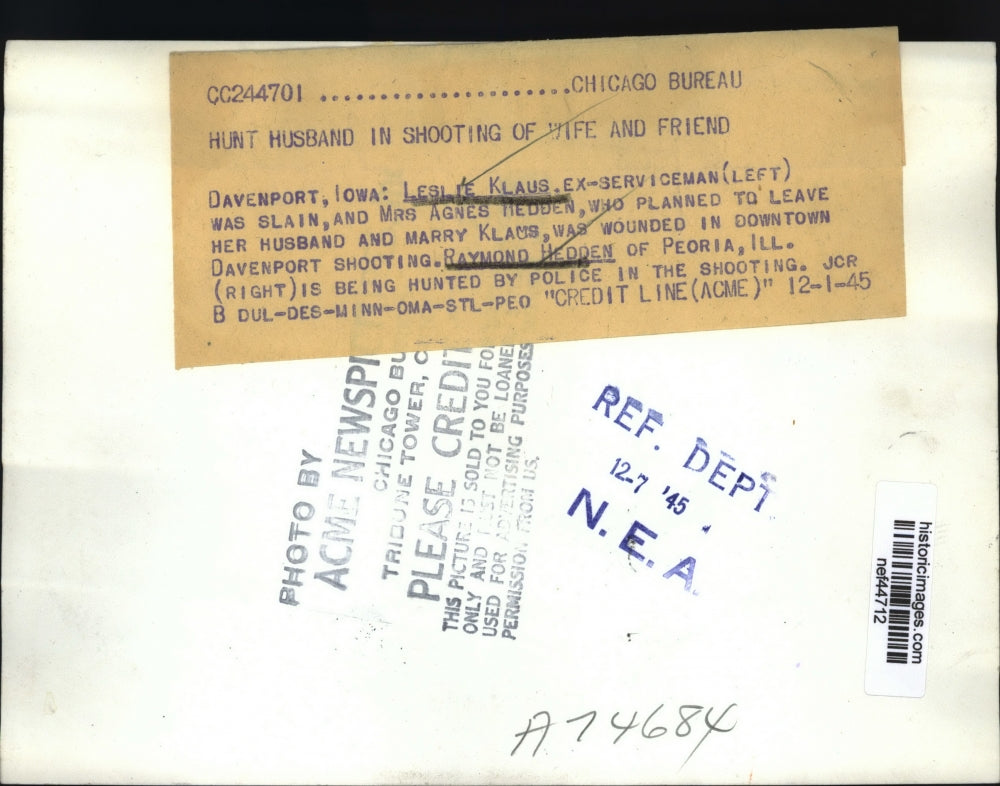 CC244701 ......................CHICAGO BUREAU
HUNT HUSBAND IN SHOOTING OF WIFE AND FRIEND
DAVENPORT, IOWA: LESLIE KLAUS, EX-SERVICEMAN(LEFT)
WAS SLAIN, AND MRS AGNES HEDDEN, WHO PLANNED TO LEAVE
HER HUSBAND AND MARRY KLAUS, WAS WOUNDED IN DOWNTOWN
DAVENPORT SHOOTING. RAYMOND HEDDEN OF PEORIA, ILL.
(RIGHT)IS BEING HUNTED BY POLICE IN THE SHOOTING. JCR
B DUL-DES-MINN-OMA-STL-PEO "CREDIT LINE(ACME)" 12-1-45
PHOTO BY
ACME NEWSPI
CHICAGO BU
TRIBUNE TOWER, C
PLEASE CREDIT
THIS PICTURE IS SOLD TO YOU FO
ONLY AND MUST NOT BE LOANE
USED FOR ADVERTISING PURPOSES
PERMISSION FROM US.
REF. DEPT
12-7 '45
N. E. A.
historicimages.com
nef44712
A74684